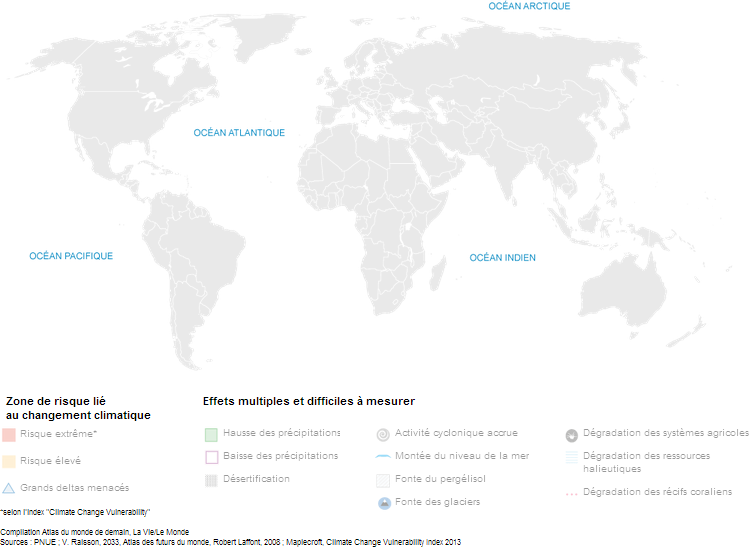 OCÉAN ARCTIQUE
OCÉAN ATLANTIQUE
OCÉAN PACIFIQUE
OCÉAN INDIEN
Zone de risque lié
au changement climatique
Risque extrême*
Risque élevé
Grands deltas menacés
Effets multiples et difficiles à mesurer
Hausse des précipitations
Baisse des précipitations
Désertification
Activité cyclonique accrue
Montée du niveau de la mer
Fonte du pergélisol
Fonte des glaciers
Dégradation des systèmes agricoles
Dégradation des ressources
halieutiques
Dégradation des récifs coraliens
*selon l'index "Climate Change Vulnerability"
Compilation Atlas du monde de demain, La Vie/Le Monde
Sources : PNUE ; V. Raisson, 2033, Atlas des futurs du monde, Robert Laffont, 2008 ; Maplecroft, Climate Change Vulnerability Index 2013